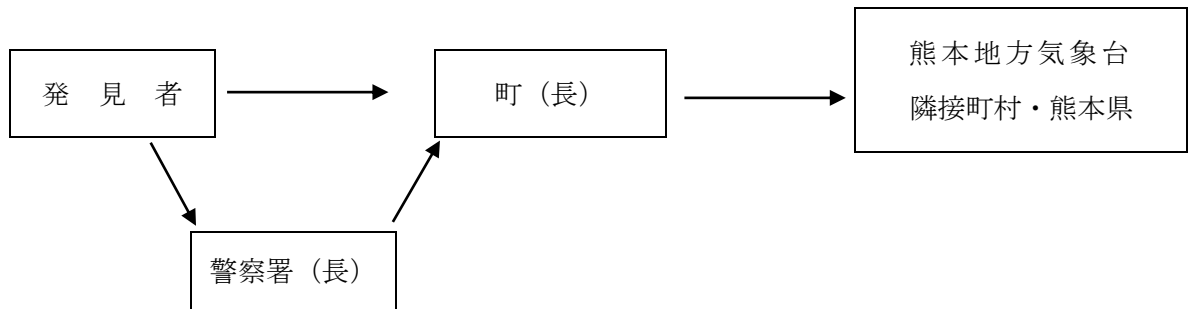 発見者
町（長）
熊本地方気象台
隣接町村・熊本県
警察署（長）